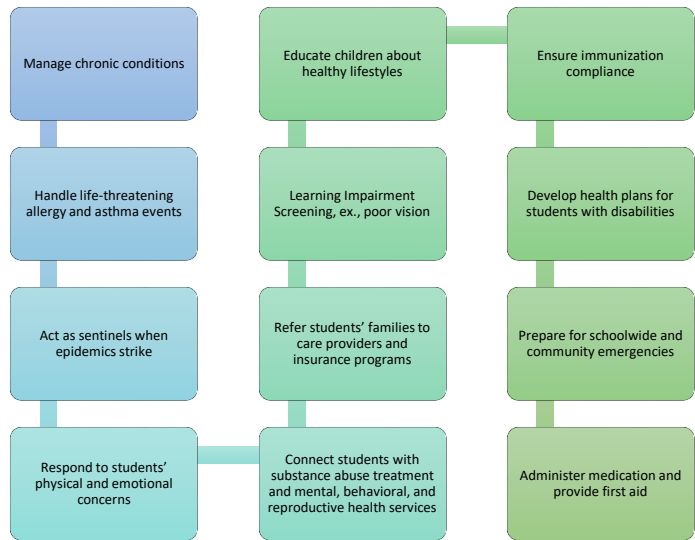 Manage chronic conditions
Handle life-threatening
allergy and asthma events
Act as sentinels when
epidemics strike
Respond to students’
physical and emotional
concerns
Connect students with
substance abuse treatment
and mental, behavioral, and
reproductive health services
Refer students’ families to
care providers and
insurance programs
Learning Impairment
Screening, ex., poor vision
Educate children about
healthy lifestyles
Ensure immunization
compliance
Develop health plans for
students with disabilities
Prepare for schoolwide and
community emergencies
Administer medication and
provide first aid